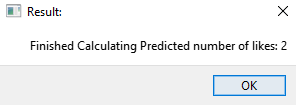 Result:
Finished Calculating Predicted number of likes: 2
OK